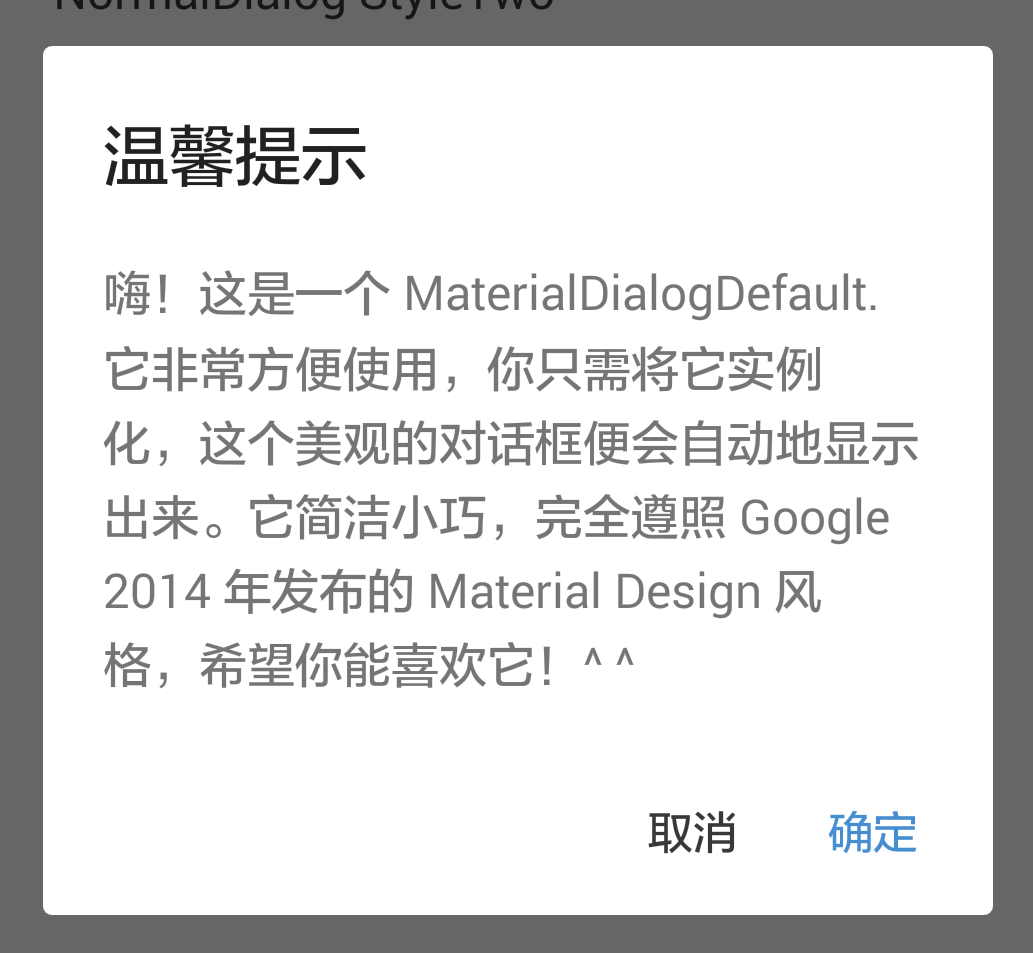 NormalDialog StyleTwo
温馨提示
嗨！这是一个 MaterialDialogDefault.
它非常方便使用，你只需将它实例
化，这个美观的对话框便会自动地显示
出来。它简洁小巧，完全遵照 Google
2014 年发布的 Material Design 风
格，希望你能喜欢它！^ ^
取消 确定